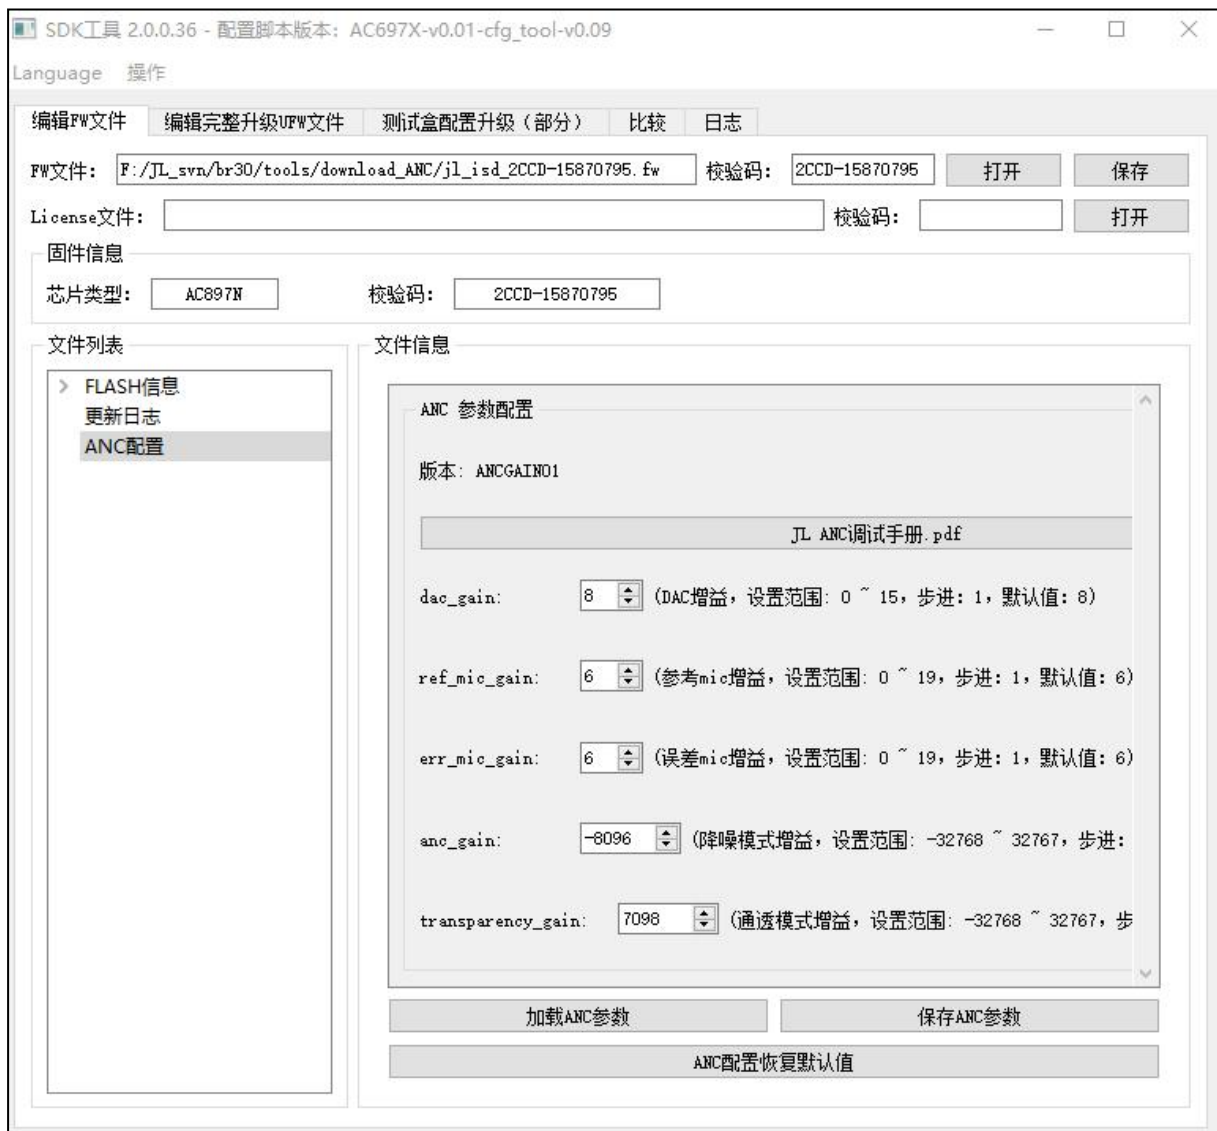 SDK工具 2.0.0.36 - 配置脚本版本：AC697X-v0.01-cfg_tool-v0.09
Language 操作
编辑FW文件 编辑完整升级UFW文件 测试盒配置升级（部分） 比较 日志
FW文件： F:/JL_svn/br30/tools/download_ANC/jl_isd_2CCD-15870795.fw 校验码： 2CCD-15870795 打开 保存
License文件： 校验码： 打开
固件信息
芯片类型： AC897N 校验码： 2CCD-15870795
文件列表 文件信息
FLASH信息
更新日志
ANC配置
ANC 参数配置
版本: ANCGAIN01
JL ANC调试手册.pdf
dac_gain: 8 (DAC增益，设置范围: 0 ~ 15，步进: 1，默认值: 8)
ref_mic_gain: 6 (参考mic增益，设置范围: 0 ~ 19，步进: 1，默认值: 6)
err_mic_gain: 6 (误差mic增益，设置范围: 0 ~ 19，步进: 1，默认值: 6)
anc_gain: -8096 (降噪模式增益，设置范围: -32768 ~ 32767，步进:
transparency_gain: 7098 (通透模式增益，设置范围: -32768 ~ 32767，步
加载ANC参数 保存ANC参数
ANC配置恢复默认值